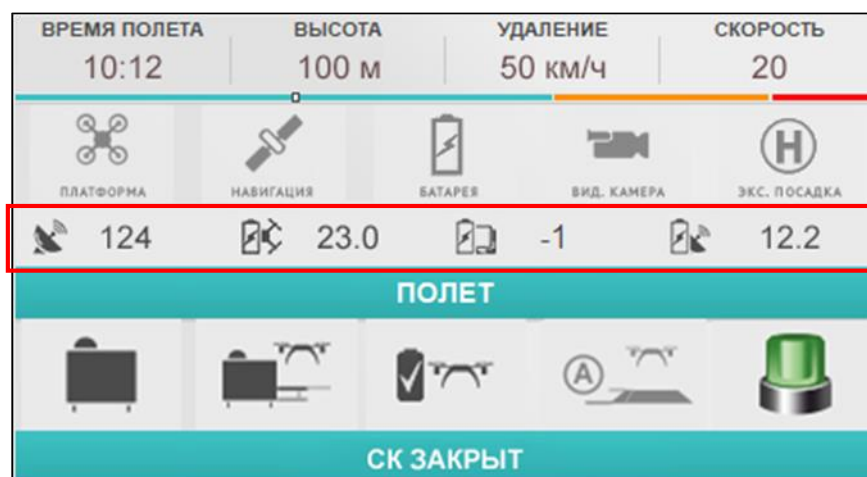 ВРЕМЯ ПОЛЕТА ВЫСОТА УДАЛЕНИЕ СКОРОСТЬ
10:12 100 м 50 км/ч 20
ПЛАТФОРМА НАВИГАЦИЯ БАТАРЕЯ ВИД. КАМЕРА ЭКС. ПОСАДКА
124 23.0 -1 12.2
ПОЛЕТ
СК ЗАКРЫТ